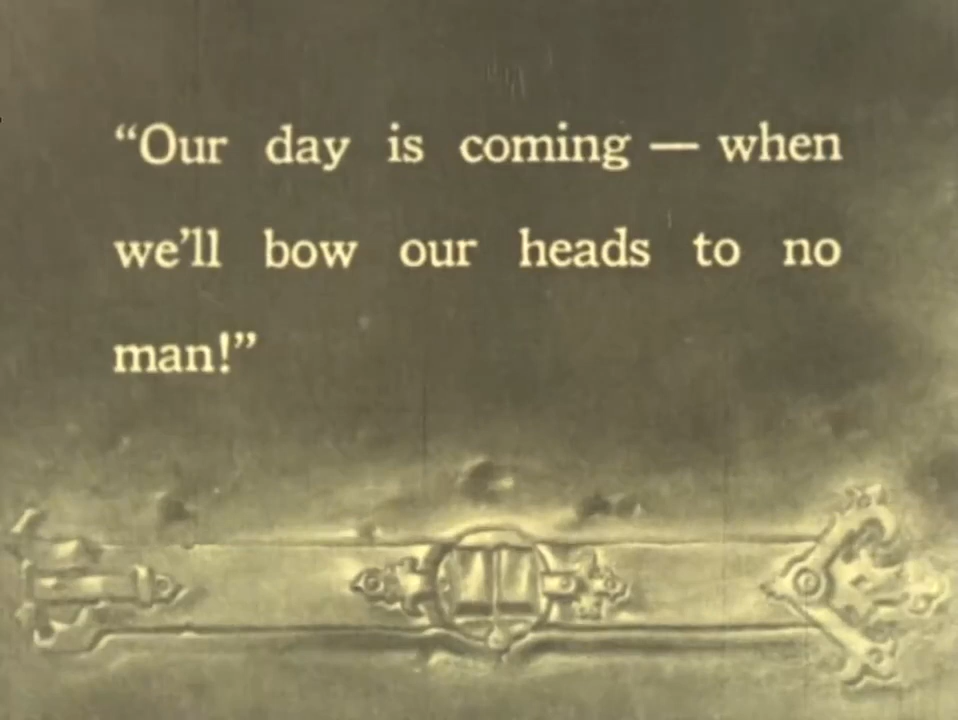 “Our day is coming — when
we’ll bow our heads to no
man!”